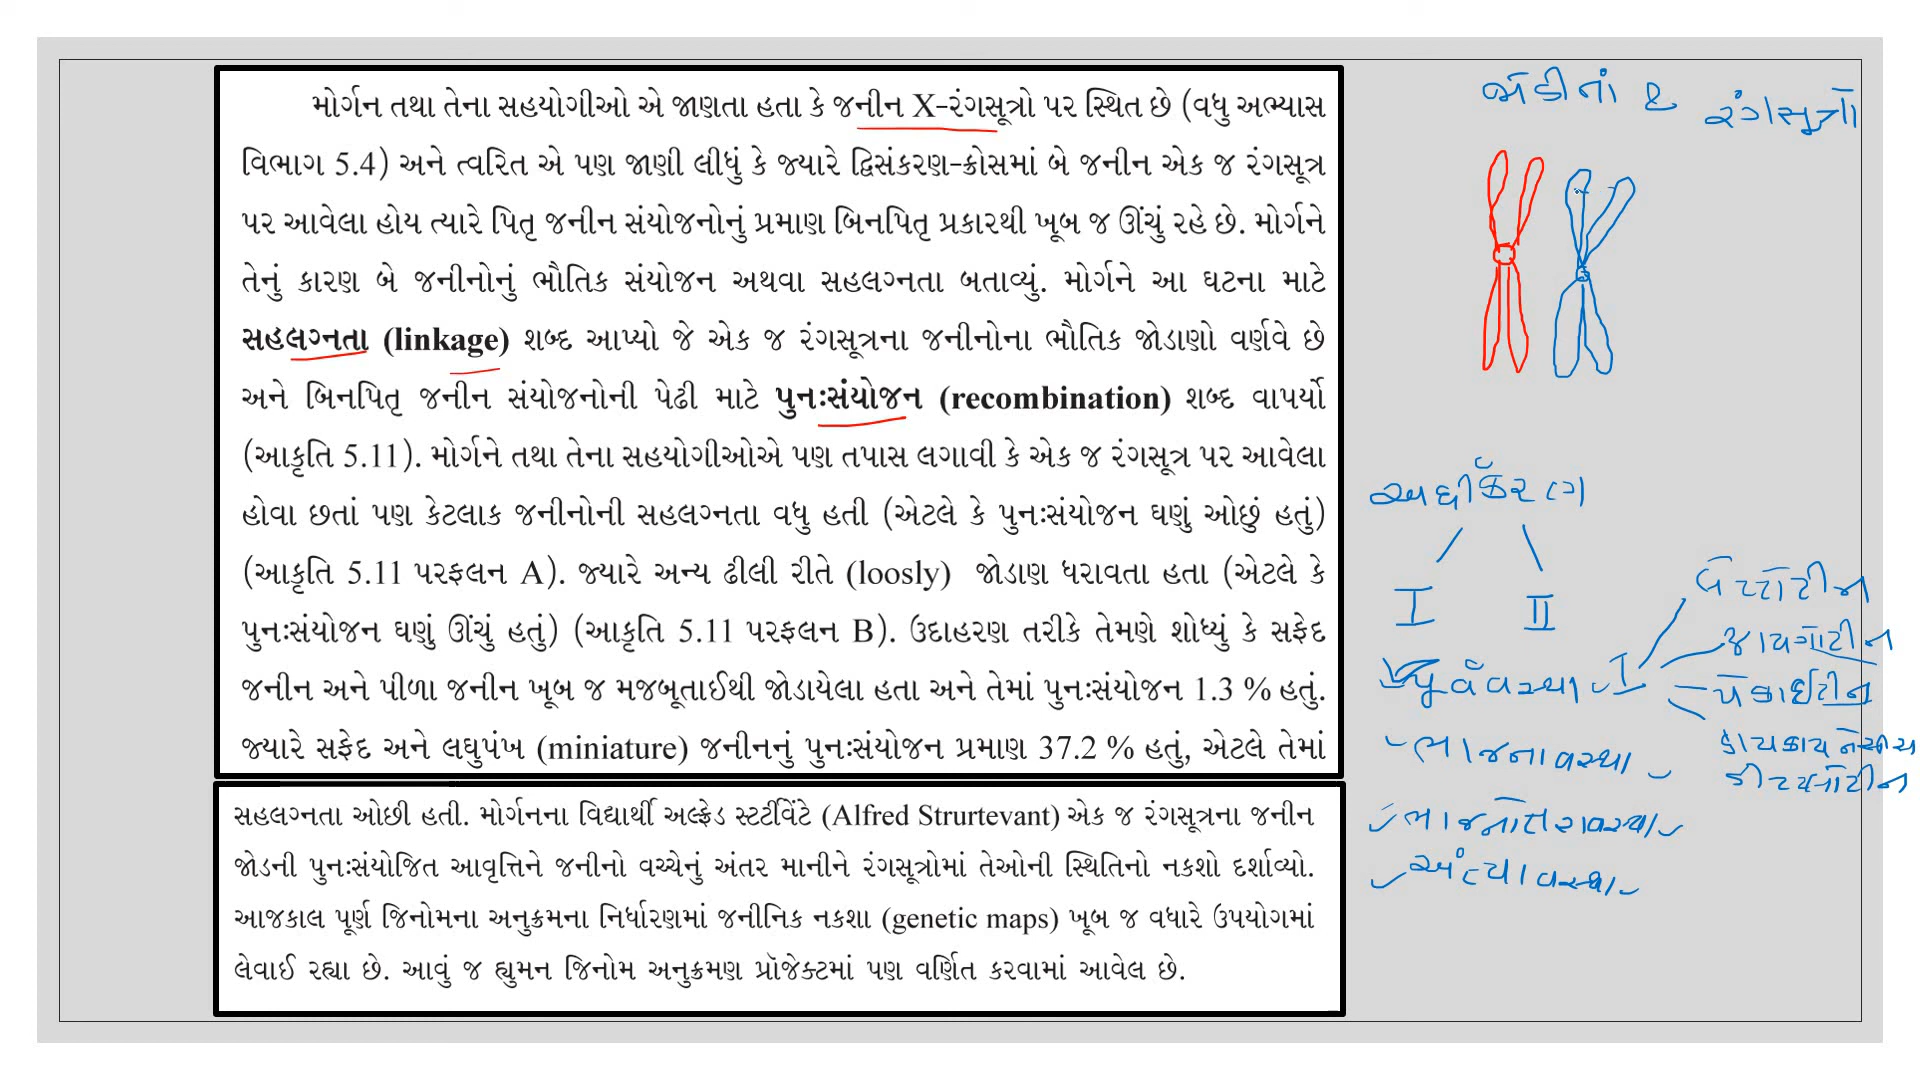 મોર્ગન તથા તેના સહયોગીઓ એ જાણતા હતા કે જનીન X-રંગસૂત્રો પર સ્થિત છે (વધુ અભ્યાસ
વિભાગ 5.4) અને ત્વરિત એ પણ જાણી લીધું કે જ્યારે દ્વિસંકરણ-ક્રોસમાં બે જનીન એક જ રંગસૂત્ર
પર આવેલા હોય ત્યારે પિતૃ જનીન સંયોજનોનું પ્રમાણ બિનપિતૃ પ્રકારથી ખૂબ જ ઊંચું રહે છે. મોર્ગને
તેનું કારણ બે જનીનોનું ભૌતિક સંયોજન અથવા સહલગ્નતા બતાવ્યું. મોર્ગને આ ઘટના માટે
સહલગ્નતા (linkage) શબ્દ આપ્યો જે એક જ રંગસૂત્રના જનીનોના ભૌતિક જોડાણો વર્ણવે છે
અને બિનપિતૃ જનીન સંયોજનોની પેઢી માટે પુનઃસંયોજન (recombination) શબ્દ વાપર્યો
(આકૃતિ 5.11). મોર્ગને તથા તેના સહયોગીઓએ પણ તપાસ લગાવી કે એક જ રંગસૂત્ર પર આવેલા
હોવા છતાં પણ કેટલાક જનીનોની સહલગ્નતા વધુ હતી (એટલે કે પુનઃસંયોજન ઘણું ઓછું હતું)
(આકૃતિ 5.11 પરફલન A). જ્યારે અન્ય ઢીલી રીતે (loosly) જોડાણ ધરાવતા હતા (એટલે કે
પુનઃસંયોજન ઘણું ઊંચું હતું) (આકૃતિ 5.11 પરફલન B). ઉદાહરણ તરીકે તેમણે શોધ્યું કે સફેદ
જનીન અને પીળા જનીન ખૂબ જ મજબૂતાઈથી જોડાયેલા હતા અને તેમાં પુનઃસંયોજન 1.3 % હતું.
જ્યારે સફેદ અને લઘુપંખ (miniature) જનીનનું પુનઃસંયોજન પ્રમાણ 37.2 % હતું, એટલે તેમાં
સહલગ્નતા ઓછી હતી. મોર્ગનના વિદ્યાર્થી અલ્ફ્રેડ સ્ટર્ટીવેંટે (Alfred Strurtevant) એક જ રંગસૂત્રના જનીન
જોડની પુનઃસંયોજિત આવૃત્તિને જનીનો વચ્ચેનું અંતર માનીને રંગસૂત્રોમાં તેઓની સ્થિતિનો નકશો દર્શાવ્યો.
આજકાલ પૂર્ણ જિનોમના અનુક્રમના નિર્ધારણમાં જનીનિક નકશા (genetic maps) ખૂબ જ વધારે ઉપયોગમાં
લેવાઈ રહ્યા છે. આવું જ હ્યુમન જિનોમ અનુક્રમણ પ્રૉજેક્ટમાં પણ વર્ણિત કરવામાં આવેલ છે.
જોડીનાં
રંગસૂત્રો
અર્ધીકરણ
I II
પૂર્વાવસ્થા-I
લેપ્ટોટીન
ઝાયગોટીન
પેકાઈટીન
ભાજનાવસ્થા
ભાજનોત્તરાવસ્થા
અંત્યાવસ્થા